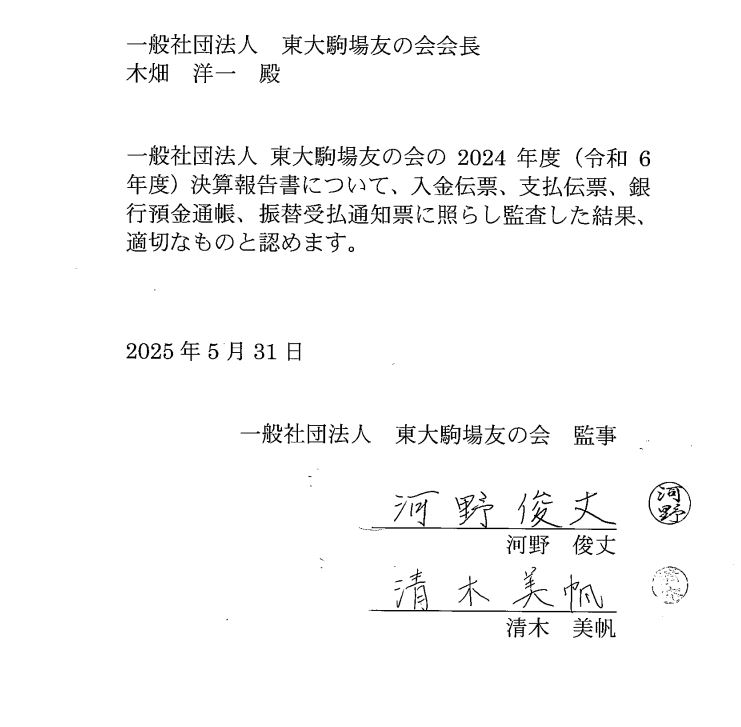 一般社団法人　東大駒場友の会会長
木畑　洋一　殿
一般社団法人 東大駒場友の会の 2024 年度（令和 6
年度）決算報告書について、入金伝票、支払伝票、銀
行預金通帳、振替受払通知票に照らし監査した結果、
適切なものと認めます。
2025 年 5 月 31 日
一般社団法人　東大駒場友の会　監事
河野俊丈
河野
河野　俊丈
清木美帆
清木　美帆